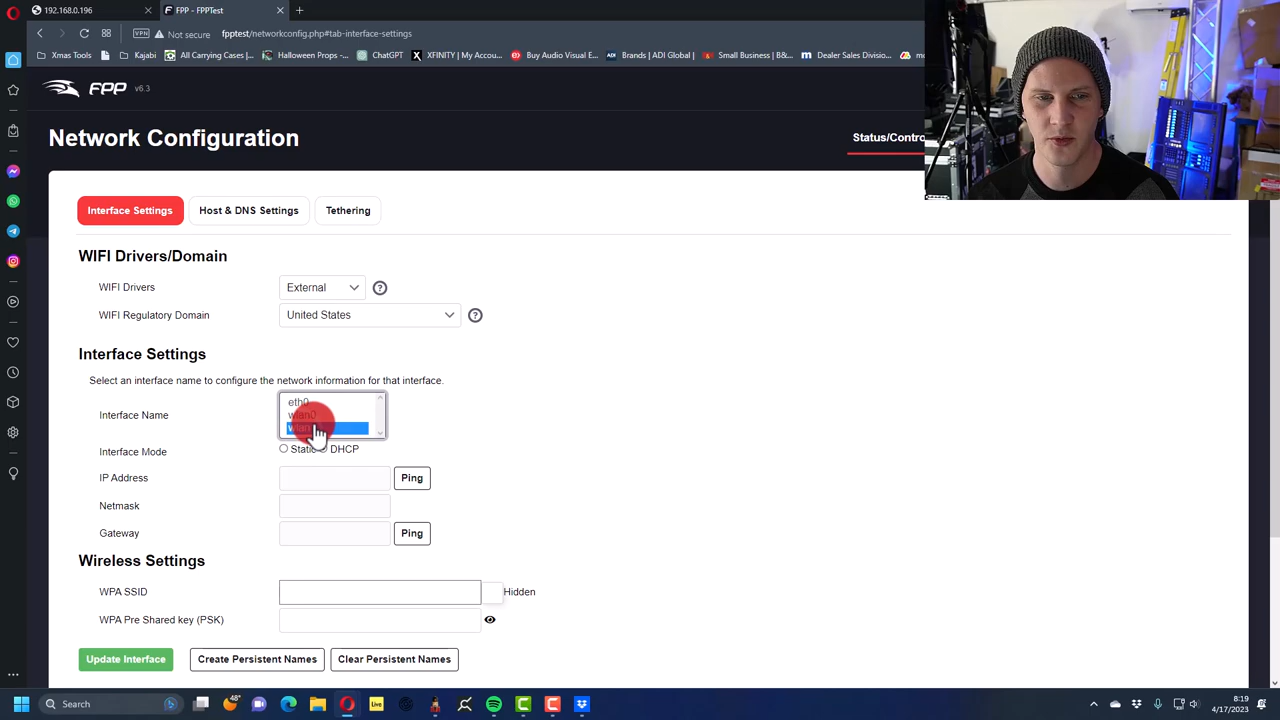 192.168.0.196
FPP - FPPTest
VPN
Not secure
fpptest/networkconfig.php#tab-interface-settings
Xmas Tools
Kajabi
All Carrying Cases |...
Halloween Props -...
ChatGPT
XFINITY | My Accou...
Buy Audio Visual E...
Brands | ADI Global |...
Small Business | B&...
Dealer Sales Divisio...
FPP v6.3
Network Configuration
Status/Contro
Interface Settings
Host & DNS Settings
Tethering
WIFI Drivers/Domain
WIFI Drivers
External
WIFI Regulatory Domain
United States
Interface Settings
Select an interface name to configure the network information for that interface.
Interface Name
eth0
wlan0
Interface Mode
Static
DHCP
IP Address
Ping
Netmask
Gateway
Ping
Wireless Settings
WPA SSID
Hidden
WPA Pre Shared key (PSK)
Update Interface
Create Persistent Names
Clear Persistent Names
Search
48°
Live
8:19
4/17/2023